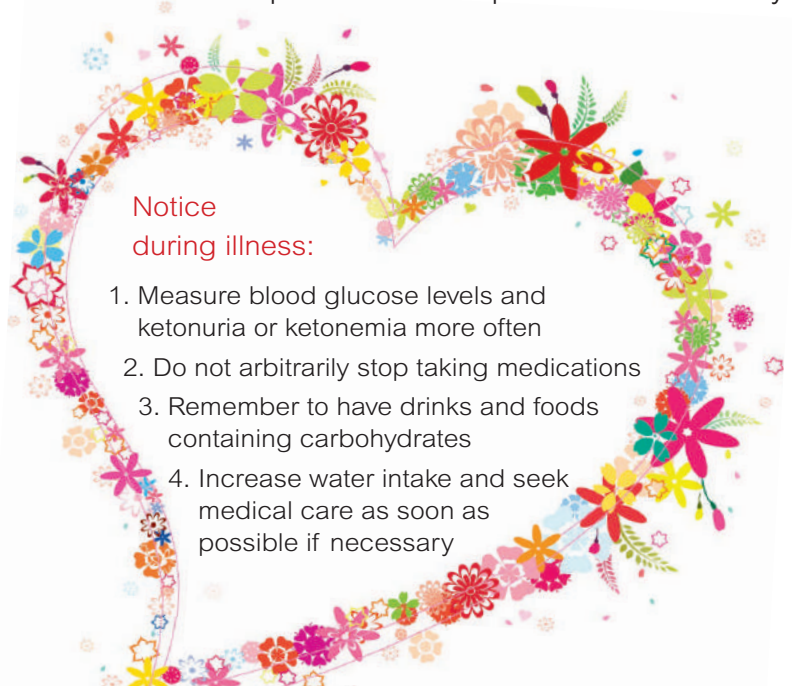 Notice
during illness:
1. Measure blood glucose levels and
ketonuria or ketonemia more often
2. Do not arbitrarily stop taking medications
3. Remember to have drinks and foods
containing carbohydrates
4. Increase water intake and seek
medical care as soon as
possible if necessary